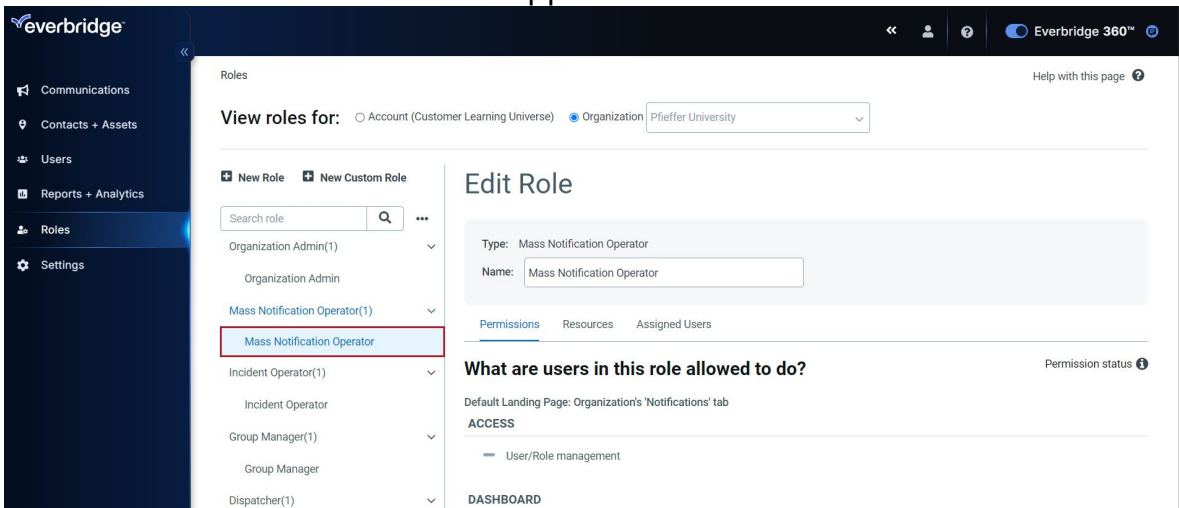 everbridge™
«
«
Everbridge 360™
Communications
Contacts + Assets
Users
Reports + Analytics
Roles
Settings
Roles
Help with this page
View roles for: Account (Customer Learning Universe) Organization Pfieffer University
New Role New Custom Role
Search role
•••
Organization Admin(1)
Organization Admin
Mass Notification Operator(1)
Mass Notification Operator
Incident Operator(1)
Incident Operator
Group Manager(1)
Group Manager
Dispatcher(1)
Edit Role
Type: Mass Notification Operator
Name: Mass Notification Operator
Permissions Resources Assigned Users
What are users in this role allowed to do?
Permission status
Default Landing Page: Organization's 'Notifications' tab
ACCESS
User/Role management
DASHBOARD